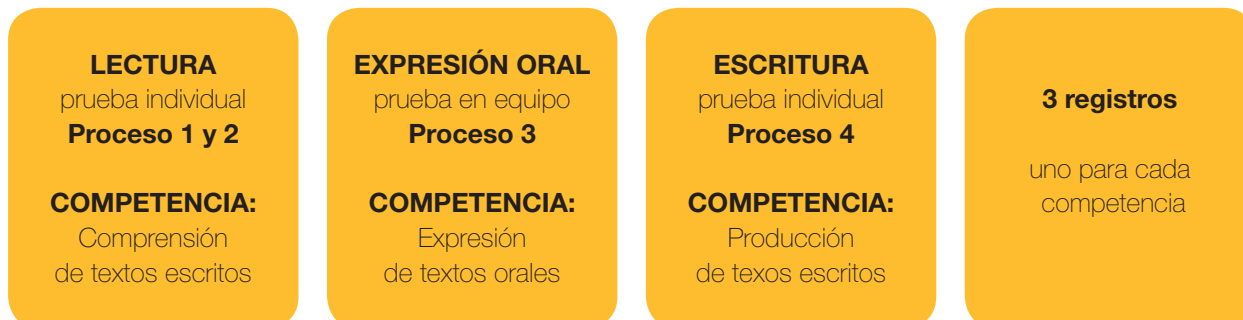 LECTURA
prueba individual
Proceso 1 y 2
COMPETENCIA:
Comprensión
de textos escritos
EXPRESIÓN ORAL
prueba en equipo
Proceso 3
COMPETENCIA:
Expresión
de textos orales
ESCRITURA
prueba individual
Proceso 4
COMPETENCIA:
Producción
de texos escritos
3 registros
uno para cada
competencia